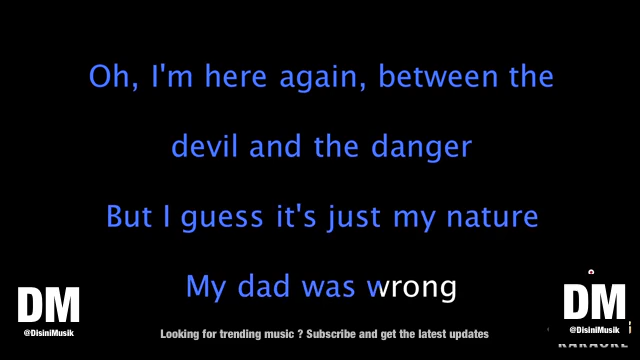 Oh, I'm here again, between the
devil and the danger
But I guess it's just my nature
My dad was wrong
DM
@DisiniMusik
DM
@DisiniMusik
Looking for trending music ? Subscribe and get the latest updates
KARAOKE